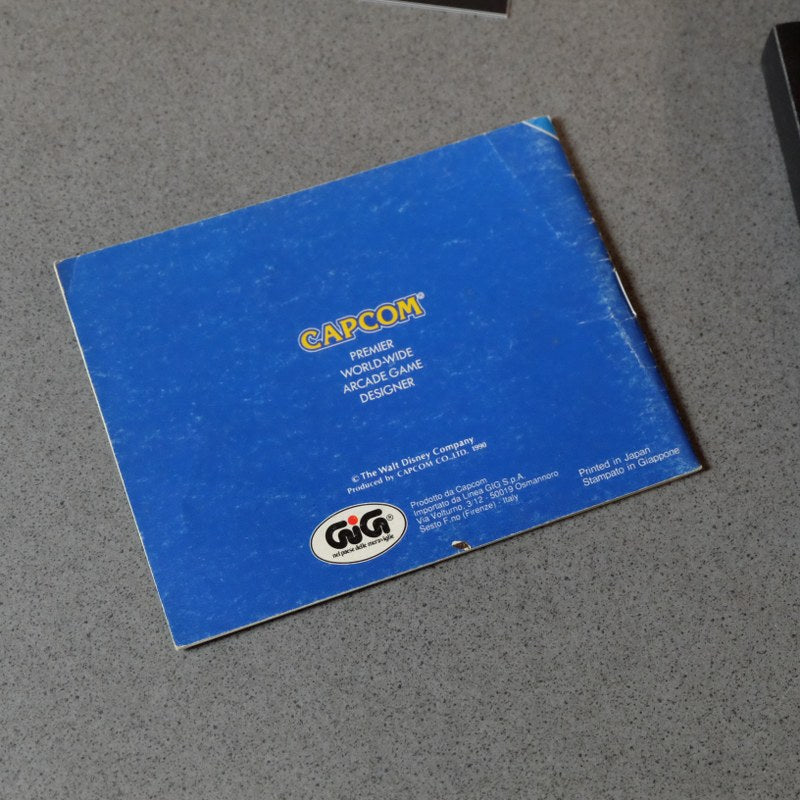 CAPCOM®
PREMIER
WORLD-WIDE
ARCADE GAME
DESIGNER
© The Walt Disney Company
Produced by CAPCOM CO., LTD. 1990
GiG®
nel paese delle meraviglie
Prodotto da Capcom
Importato da Linea GIG S.p.A
Via Volturno, 3/12 - 50019 Osmannoro
Sesto F.no (Firenze) - Italy
Printed in Japan
Stampato in Giappone